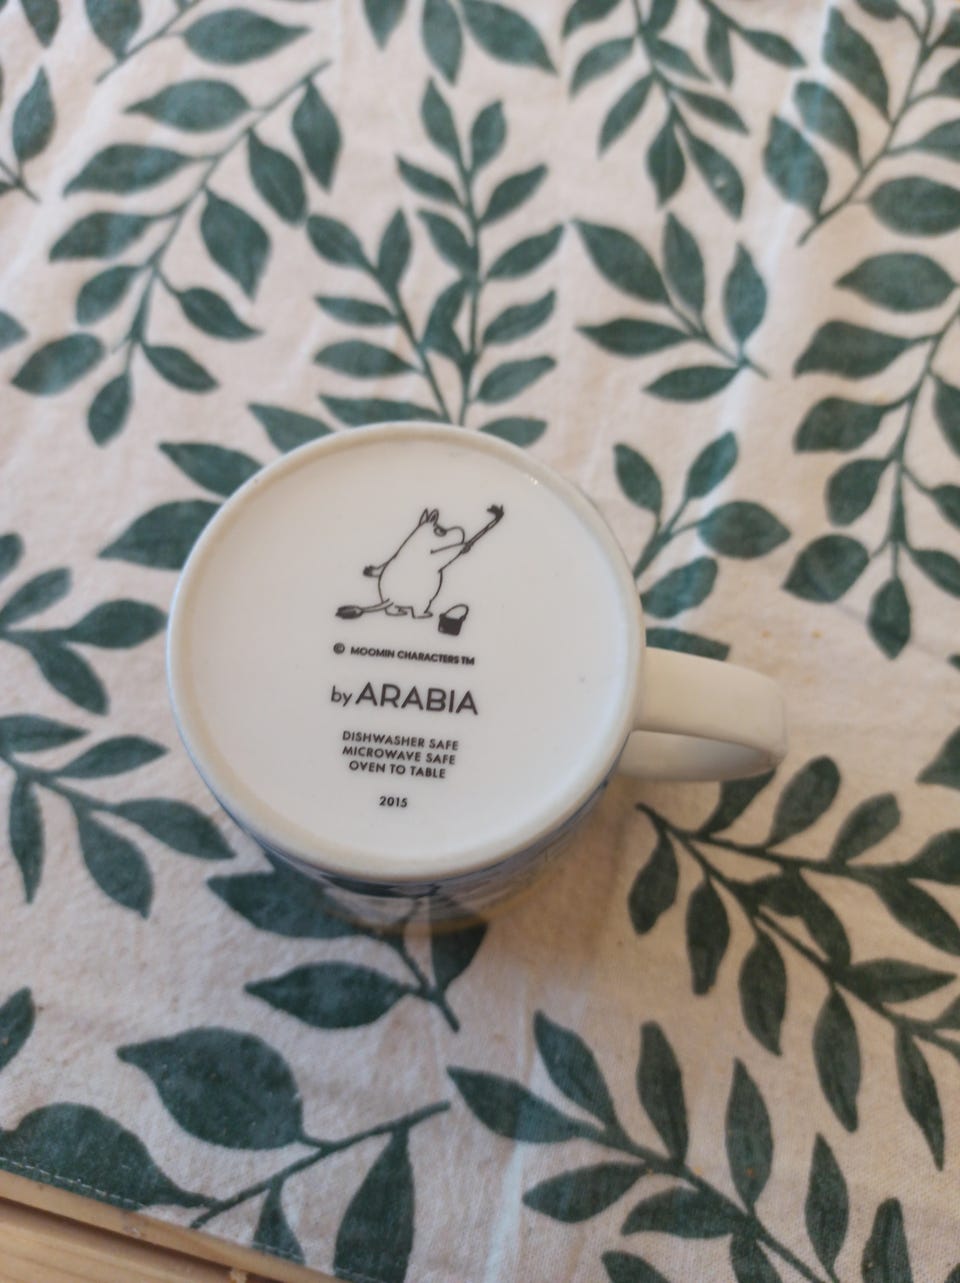 © MOOMIN CHARACTERS TM
by ARABIA
DISHWASHER SAFE
MICROWAVE SAFE
OVEN TO TABLE
2015